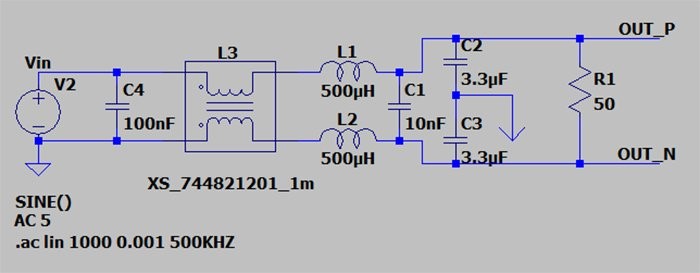 OUT_P
L3
L1
C2
Vin
V2
C4
500µH
C1
3.3µF
R1
L2
50
100nF
10nF
C3
500µH
3.3µF
OUT_N
XS_744821201_1m
SINE()
AC 5
.ac lin 1000 0.001 500KHZ